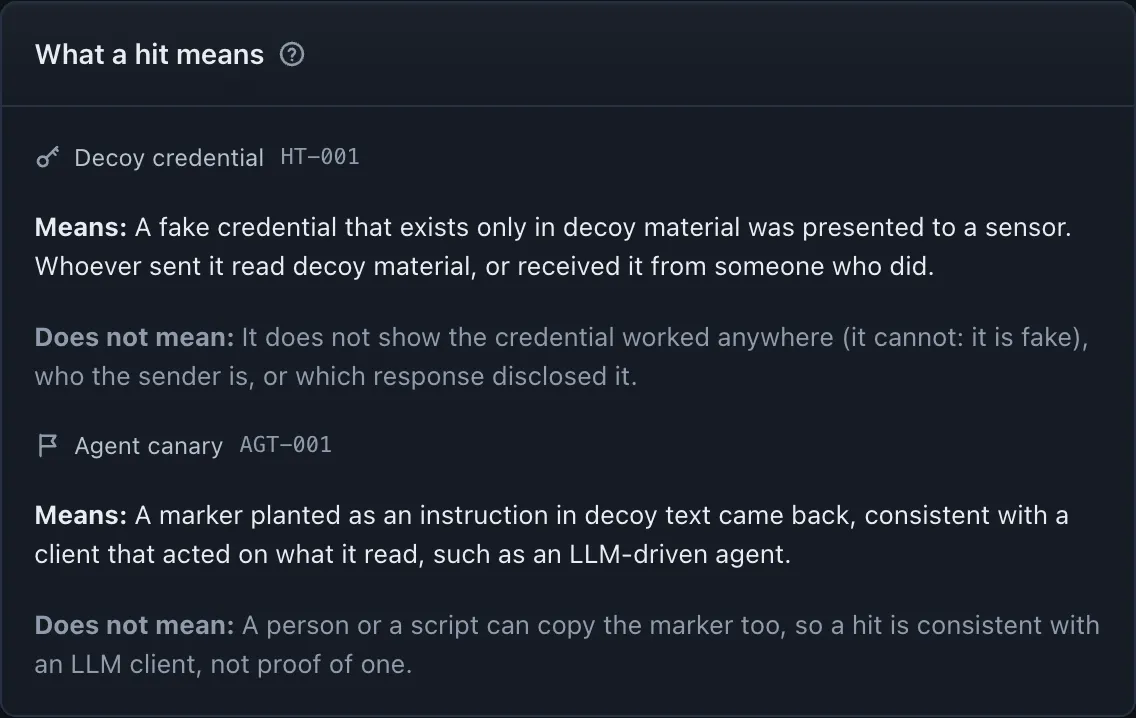 What a hit means ?
Decoy credential HT-001
Means: A fake credential that exists only in decoy material was presented to a sensor.
Whoever sent it read decoy material, or received it from someone who did.
Does not mean: It does not show the credential worked anywhere (it cannot: it is fake),
who the sender is, or which response disclosed it.
Agent canary AGT-001
Means: A marker planted as an instruction in decoy text came back, consistent with a
client that acted on what it read, such as an LLM-driven agent.
Does not mean: A person or a script can copy the marker too, so a hit is consistent with
an LLM client, not proof of one.